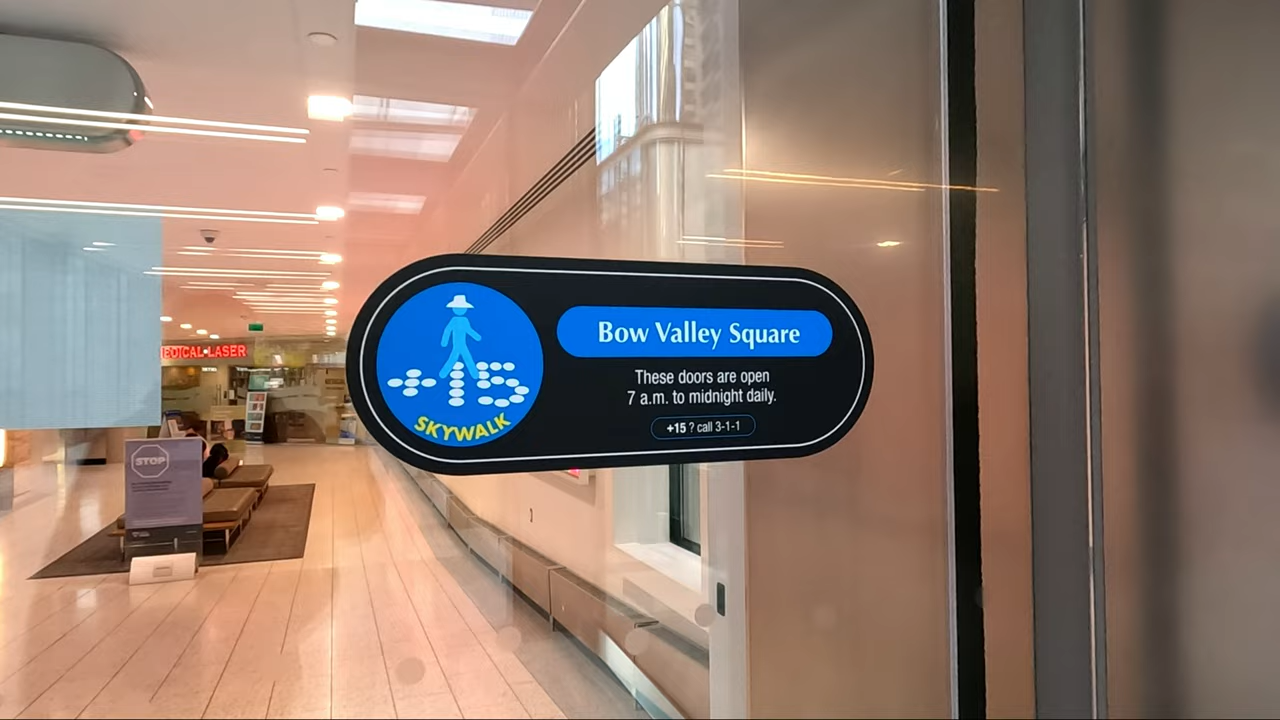 EDICAL LASER
STOP
+15
SKYWALK
Bow Valley Square
These doors are open
7 a.m. to midnight daily.
+15 ? call 3-1-1